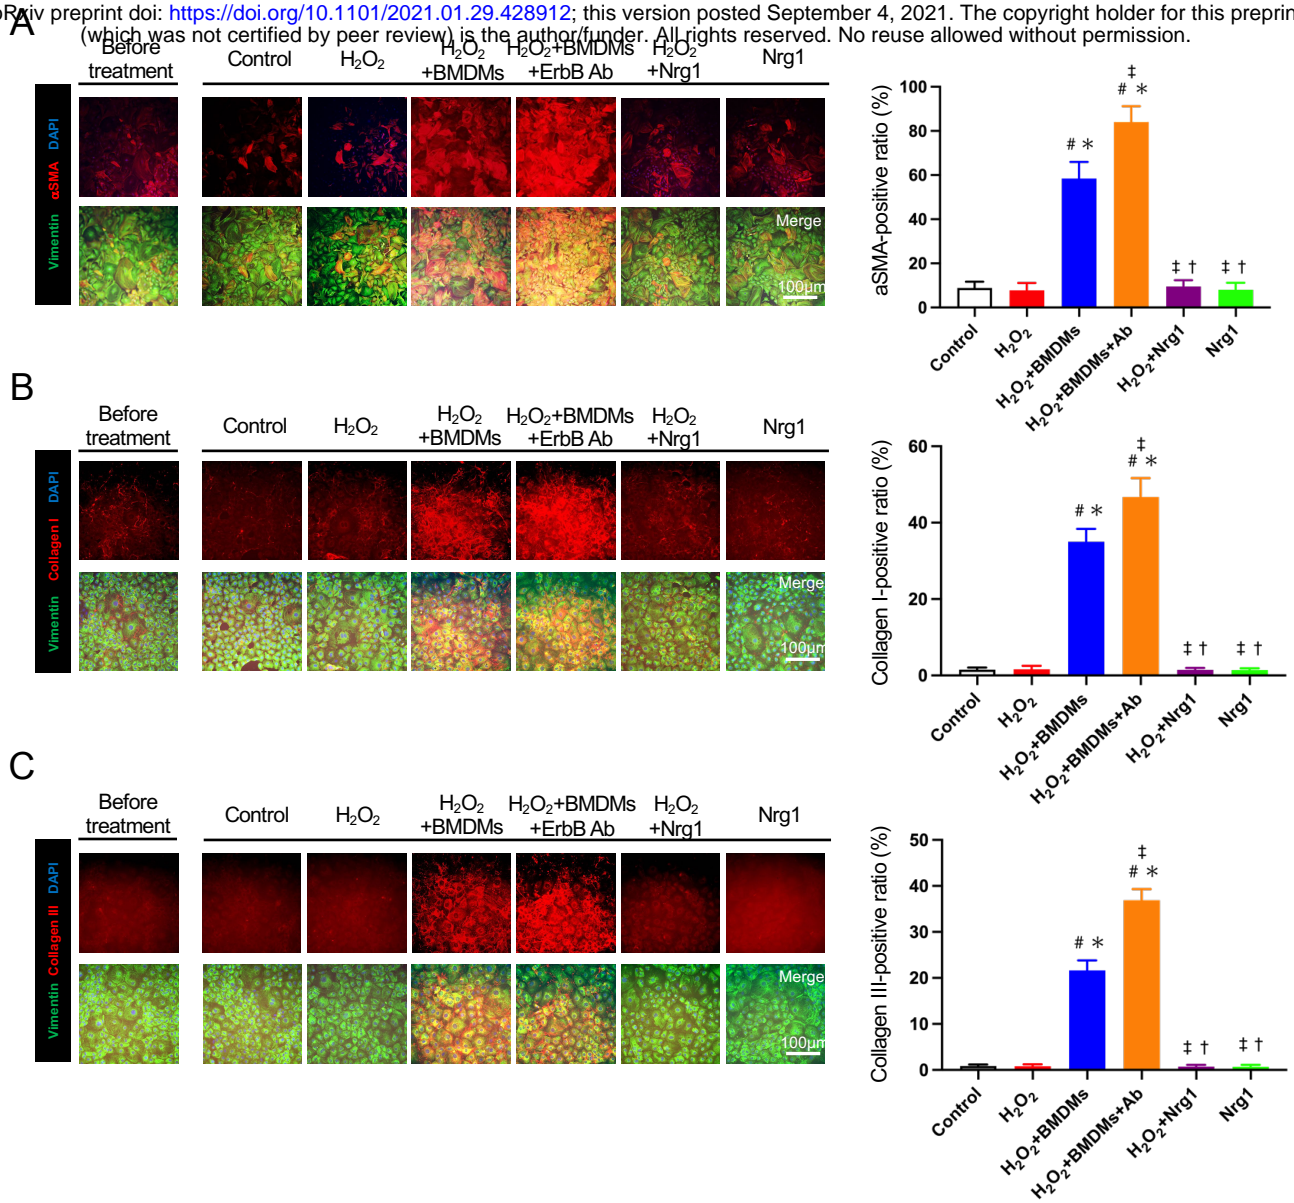 oRxiv preprint doi: https://doi.org/10.1101/2021.01.29.428912; this version posted September 4, 2021. The copyright holder for this preprin
(which was not certified by peer review) is the author/funder. All rights reserved. No reuse allowed without permission.
A
Before treatment
Control
H₂O₂
H₂O₂ +BMDMs
H₂O₂+BMDMs +ErbB Ab
H₂O₂ +Nrg1
Nrg1
Vimentin αSMA DAPI
Merge
100μm
aSMA-positive ratio (%)
100
80
60
40
20
0
# *
‡
# *
‡ †
‡ †
Control
H₂O₂
H₂O₂+BMDMs
H₂O₂+BMDMs+Ab
H₂O₂+Nrg1
Nrg1
B
Before treatment
Control
H₂O₂
H₂O₂ +BMDMs
H₂O₂+BMDMs +ErbB Ab
H₂O₂ +Nrg1
Nrg1
Vimentin Collagen I DAPI
Merge
100μm
Collagen I-positive ratio (%)
60
40
20
0
# *
‡
# *
‡ †
‡ †
Control
H₂O₂
H₂O₂+BMDMs
H₂O₂+BMDMs+Ab
H₂O₂+Nrg1
Nrg1
C
Before treatment
Control
H₂O₂
H₂O₂ +BMDMs
H₂O₂+BMDMs +ErbB Ab
H₂O₂ +Nrg1
Nrg1
Vimentin Collagen III DAPI
Merge
100μm
Collagen III-positive ratio (%)
50
40
30
20
10
0
# *
‡
# *
‡ †
‡ †
Control
H₂O₂
H₂O₂+BMDMs
H₂O₂+BMDMs+Ab
H₂O₂+Nrg1
Nrg1